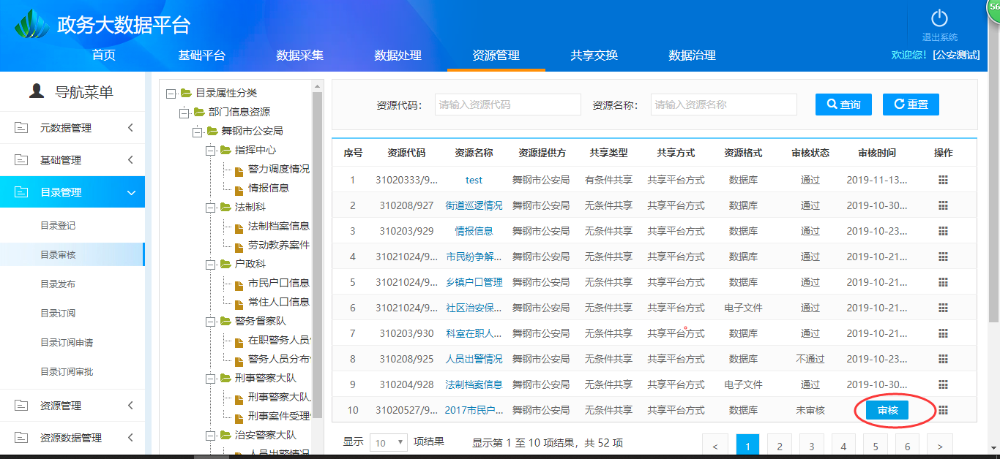 56
政务大数据平台
退出系统
首页 基础平台 数据采集 数据处理 资源管理 共享交换 数据治理 欢迎您! [公安测试]
导航菜单
元数据管理
基础管理
目录管理
目录登记
目录审核
目录发布
目录订阅
目录订阅申请
目录订阅审批
资源管理
资源数据管理
目录属性分类
部门信息资源
舞钢市公安局
指挥中心
警力调度情况
情报信息
法制科
法制档案信息
劳动教养案件
户政科
市民户口信息
常住人口信息
警务督察队
在职警务人员
警务人员分布
刑事警察大队
刑事警察大队
刑事案件受理
治安警察大队
人员出警情况
资源代码: 请输入资源代码 资源名称: 请输入资源名称 查询 重置
序号 资源代码 资源名称 资源提供方 共享类型 共享方式 资源格式 审核状态 审核时间 操作
1 31020333/9... test 舞钢市公安局 有条件共享 共享平台方式 数据库 通过 2019-11-13...
2 310208/927 街道巡逻情况 舞钢市公安局 无条件共享 共享平台方式 数据库 通过 2019-10-30...
3 310203/929 情报信息 舞钢市公安局 无条件共享 共享平台方式 数据库 通过 2019-10-23...
4 31021024/9... 市民纷争解... 舞钢市公安局 无条件共享 共享平台方式 数据库 通过 2019-10-21...
5 31021024/9... 乡镇户口管理 舞钢市公安局 无条件共享 共享平台方式 数据库 通过 2019-10-21...
6 31021024/9... 社区治安保... 舞钢市公安局 无条件共享 共享平台方式 电子文件 通过 2019-10-21...
7 310203/930 科室在职人... 舞钢市公安局 无条件共享 共享平台方式 数据库 通过 2019-10-21...
8 310208/925 人员出警情况 舞钢市公安局 无条件共享 共享平台方式 数据库 不通过 2019-10-23...
9 310204/928 法制档案信息 舞钢市公安局 无条件共享 共享平台方式 电子文件 通过 2019-10-30...
10 31020527/9... 2017市民户... 舞钢市公安局 无条件共享 共享平台方式 数据库 未审核 审核
显示 10 项结果 显示第 1 至 10 项结果，共 52 项 < 1 2 3 4 5 6 >